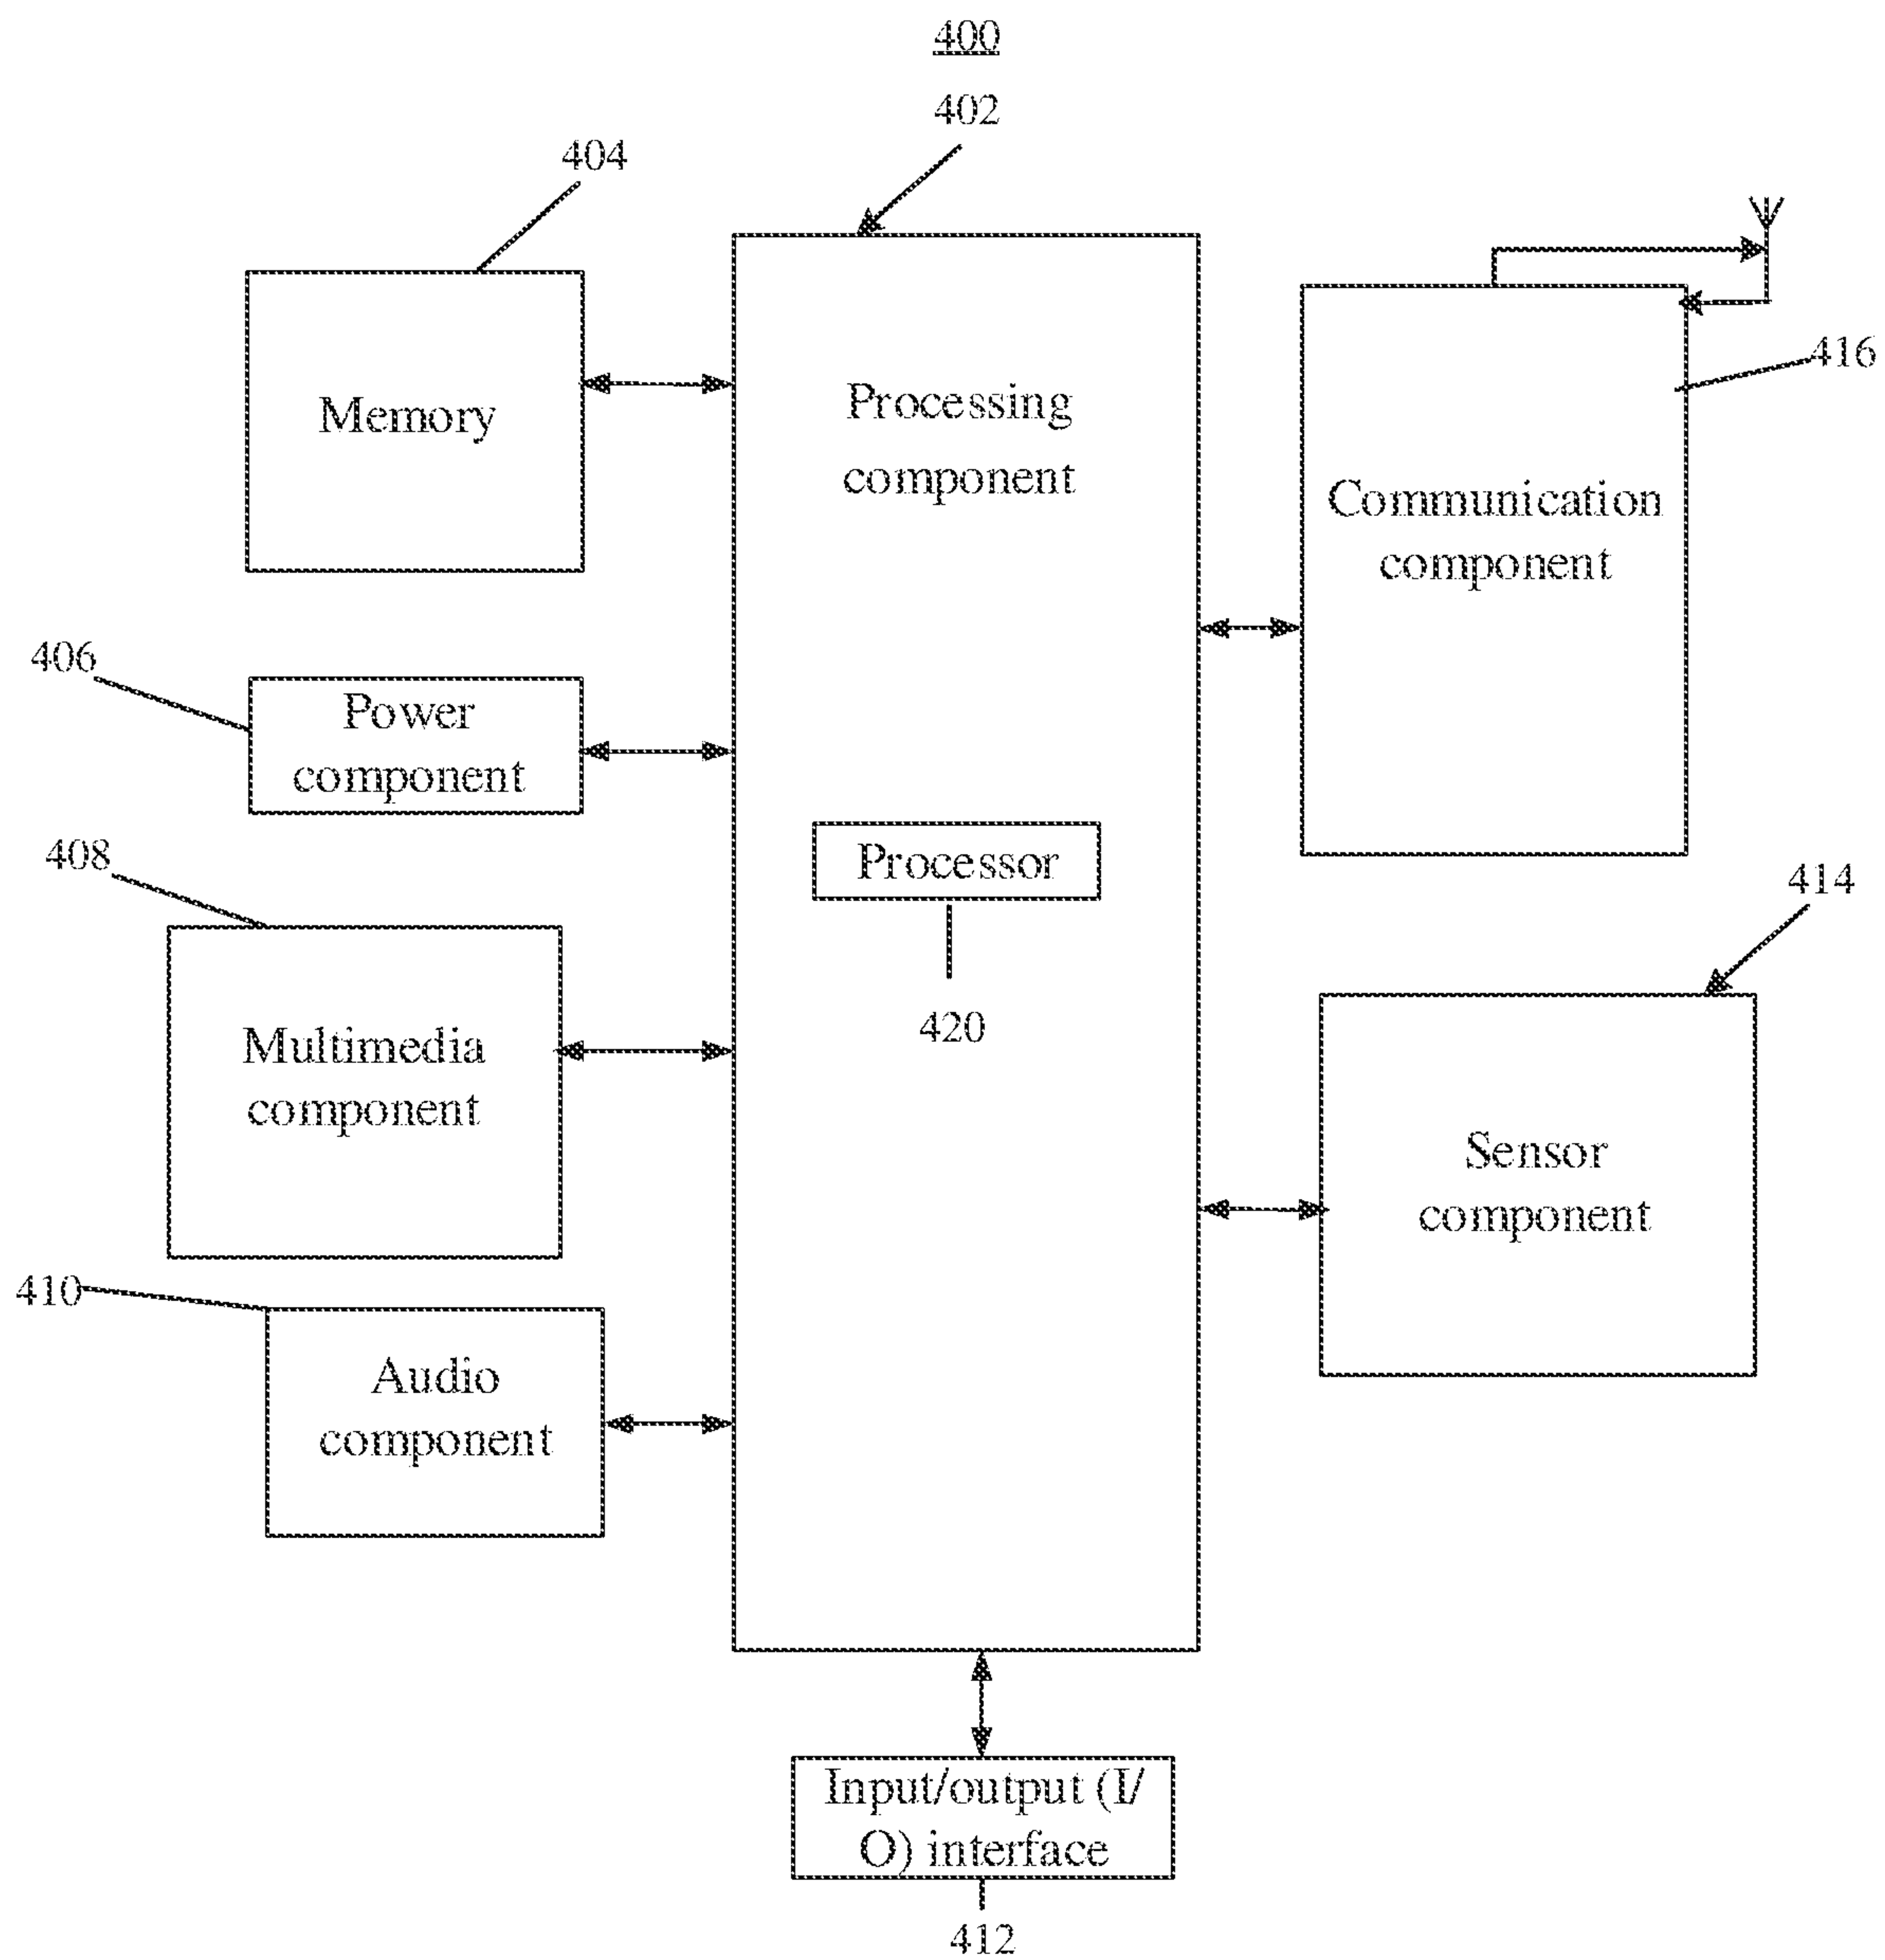 400
402
404
Memory
Processing
component
416
Communication
component
406
Power
component
408
Processor
420
414
Multimedia
component
Sensor
component
410
Audio
component
Input/output (I/
O) interface
412